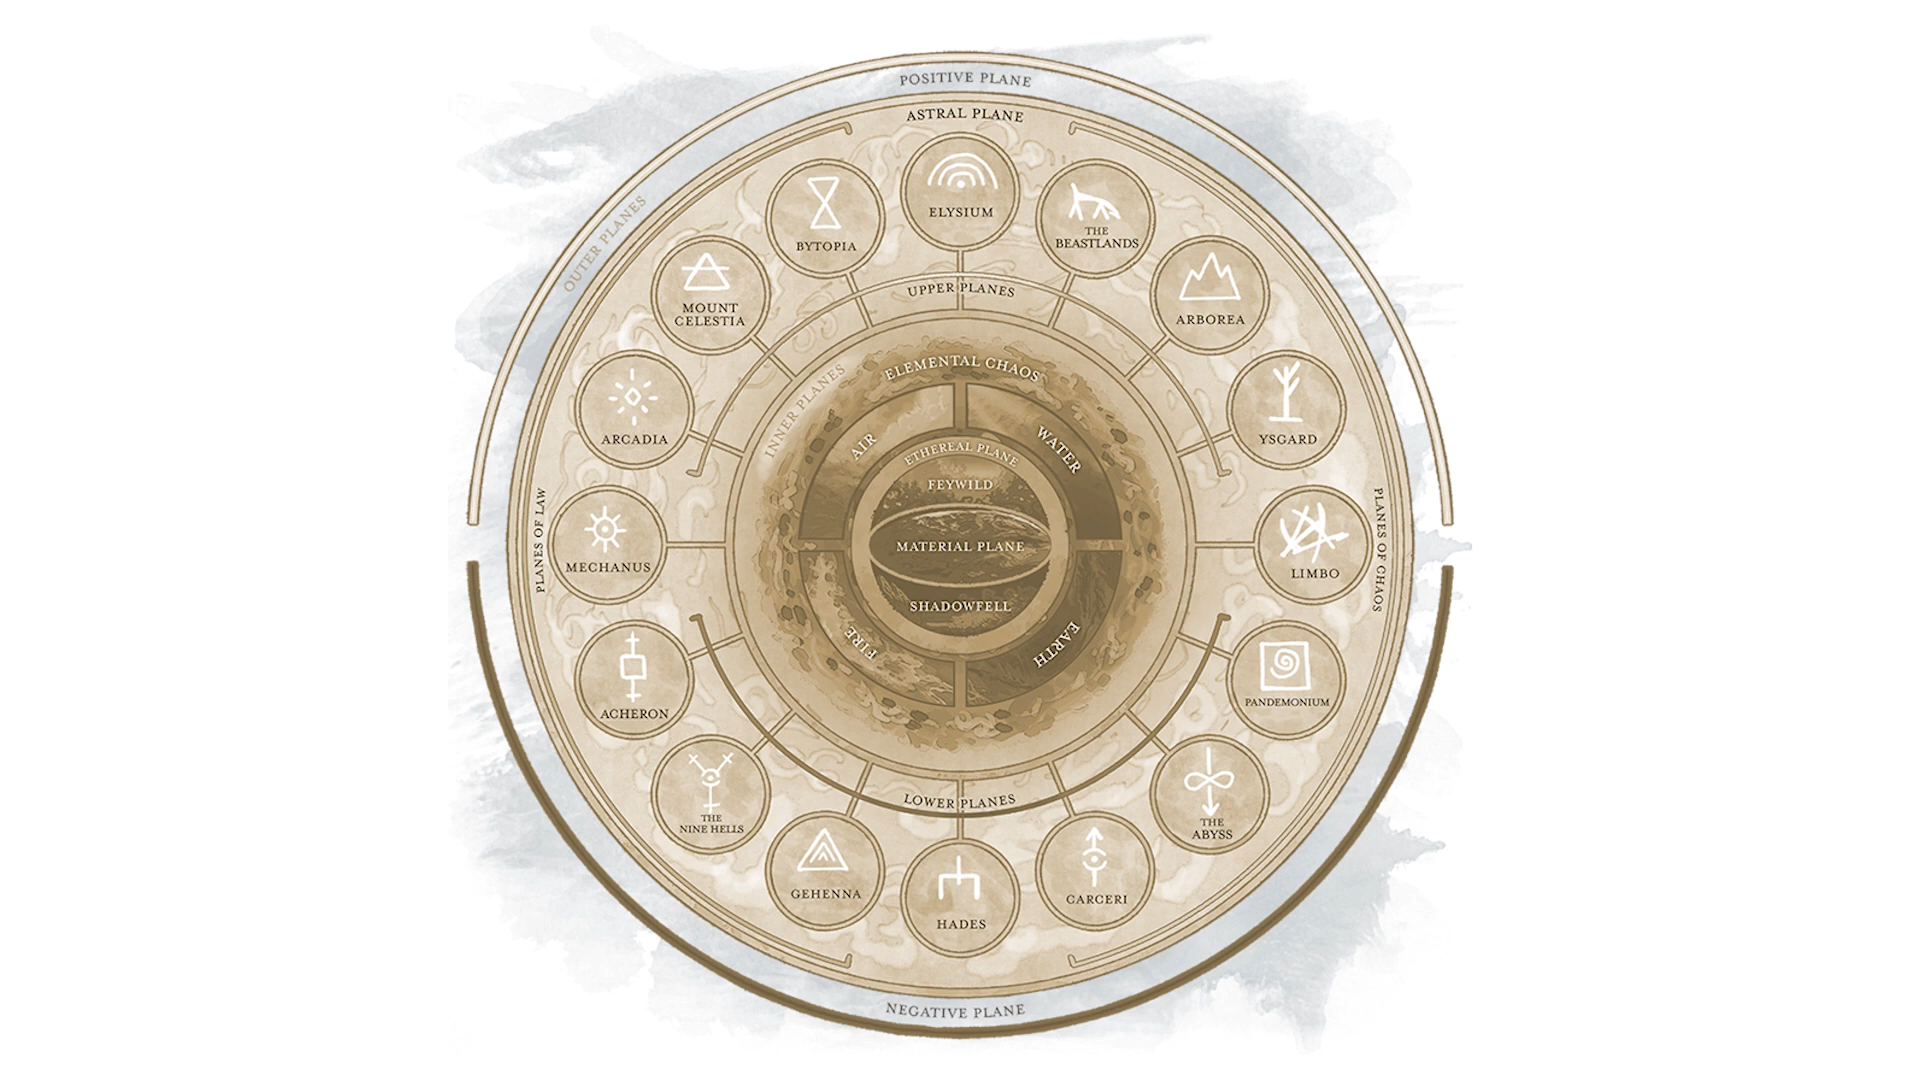 POSITIVE PLANE
ASTRAL PLANE
OUTER PLANES
ELYSIUM
BYTOPIA
THE
BEASTLANDS
MOUNT
CELESTIA
ARBOREA
UPPER PLANES
ARCADIA
YSGARD
INNER PLANES
ELEMENTAL CHAOS
AIR
WATER
ETHEREAL PLANE
FEYWILD
MATERIAL PLANE
SHADOWFELL
FIRE
EARTH
PLANES OF LAW
MECHANUS
LIMBO
PLANES OF CHAOS
ACHERON
PANDEMONIUM
THE
NINE HELLS
THE
ABYSS
LOWER PLANES
GEHENNA
CARCERI
HADES
NEGATIVE PLANE